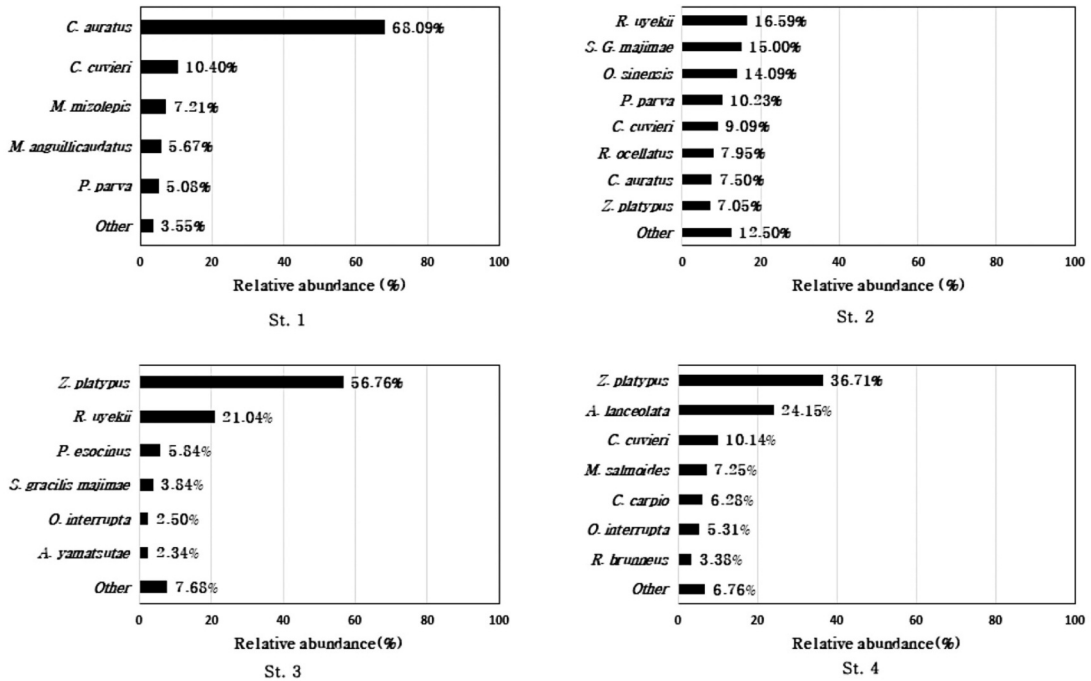 C. auratus 68.09%
C. cuvieri 10.40%
M. mizolepis 7.21%
M. anguillicaudatus 5.67%
P. parva 5.08%
Other 3.55%
0 20 40 60 80 100
Relative abundance (%)
St. 1
R. uyekii 16.59%
S. G. majimae 15.00%
O. sinensis 14.09%
P. parva 10.23%
C. cuvieri 9.09%
R. ocellatus 7.95%
C. auratus 7.50%
Z. platypus 7.05%
Other 12.50%
0 20 40 60 80 100
Relative abundance (%)
St. 2
Z. platypus 56.76%
R. uyekii 21.04%
P. esocinus 5.84%
S. gracilis majimae 3.84%
O. interrupta 2.50%
A. yamatsutae 2.34%
Other 7.68%
0 20 40 60 80 100
Relative abundance(%)
St. 3
Z. platypus 36.71%
A. lanceolata 24.15%
C. cuvieri 10.14%
M. salmoides 7.25%
C. carpio 6.28%
O. interrupta 5.31%
R. brunneus 3.38%
Other 6.76%
0 20 40 60 80 100
Relative abundance(%)
St. 4